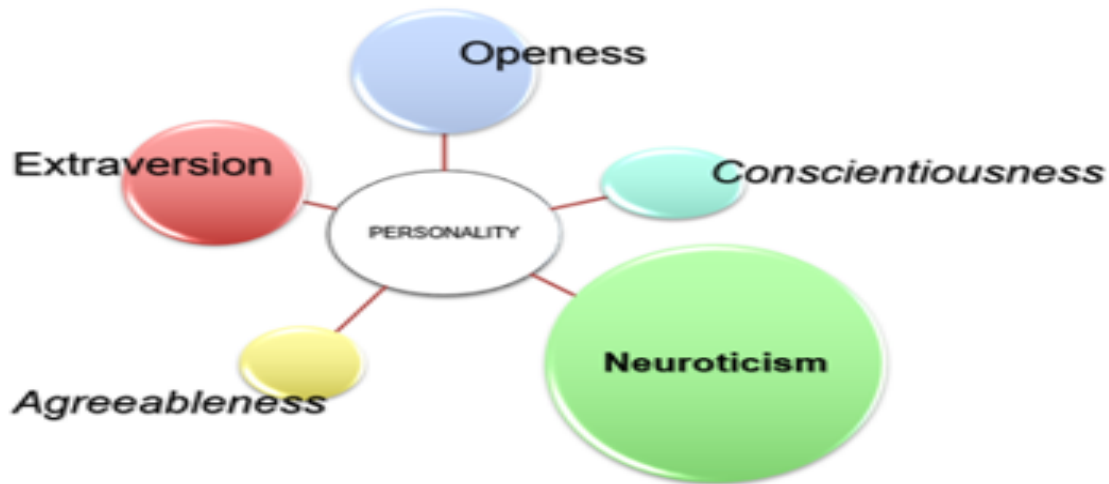 Openess
Extraversion
Conscientiousness
PERSONALITY
Neuroticism
Agreeableness